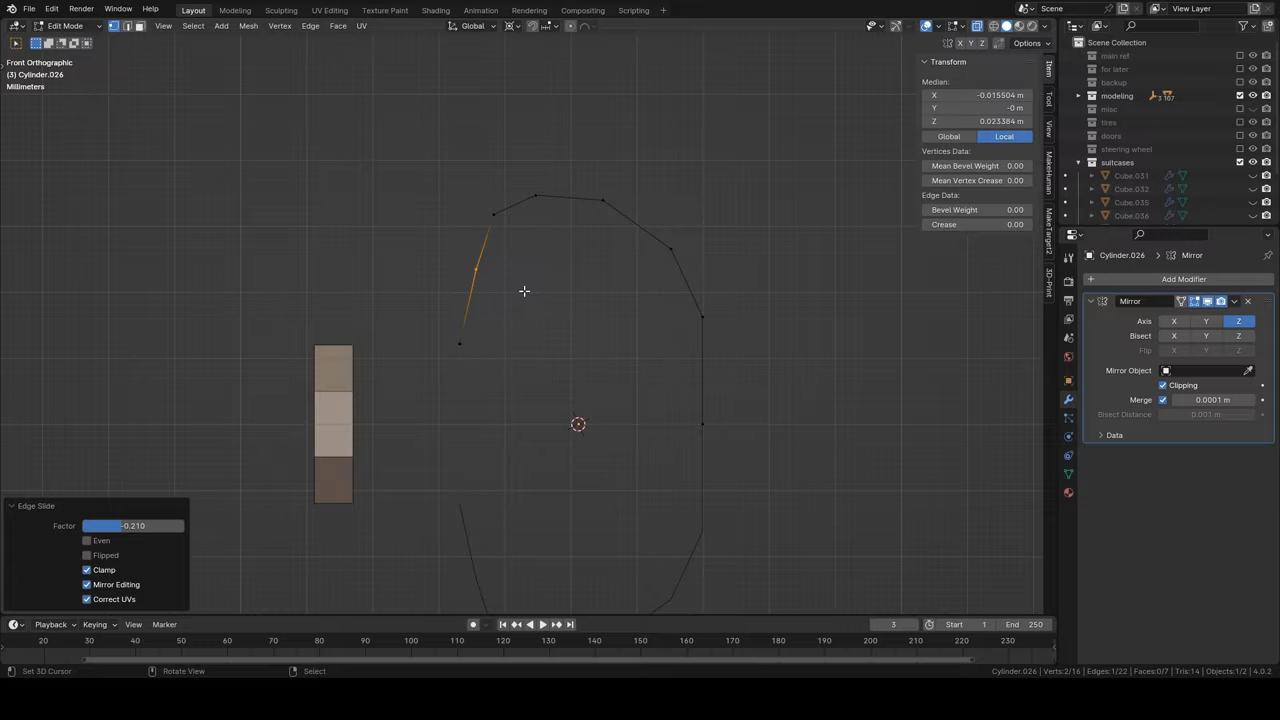 File Edit Render Window Help Layout Modeling Sculpting UV Editing Texture Paint Shading Animation Rendering Compositing Scripting Scene View Layer
Edit Mode View Select Add Mesh Vertex Edge Face UV Global
X Y Z Options
Front Orthographic
(3) Cylinder.026
Millimeters
Transform
Median:
X -0.015504 m
Y -0 m
Z 0.023384 m
Global Local
Vertices Data:
Mean Bevel Weight 0.00
Mean Vertex Crease 0.00
Edge Data:
Bevel Weight 0.00
Crease 0.00
Item
Tool
View
MakeHuman
MakeTarget2
3D-Print
Scene Collection
main ref
for later
backup
modeling 3 107
misc
tires
doors
steering wheel
suitcases
Cube.031
Cube.032
Cube.035
Cube.036
Cylinder.026 Mirror
Add Modifier
Mirror
Axis X Y Z
Bisect X Y Z
Flip X Y Z
Mirror Object
Clipping
Merge 0.0001 m
Bisect Distance 0.001 m
Data
Edge Slide
Factor -0.210
Even
Flipped
Clamp
Mirror Editing
Correct UVs
Playback Keying View Marker 3 Start 1 End 250
20 30 40 50 60 70 80 90 100 110 120 130 140 150 160 170 180 190 200 210 220 230
Set 3D Cursor Rotate View Select Cylinder.026 | Verts:2/16 | Edges:1/22 | Faces:0/7 | Tris:14 | Objects:1/2 | 4.0.2